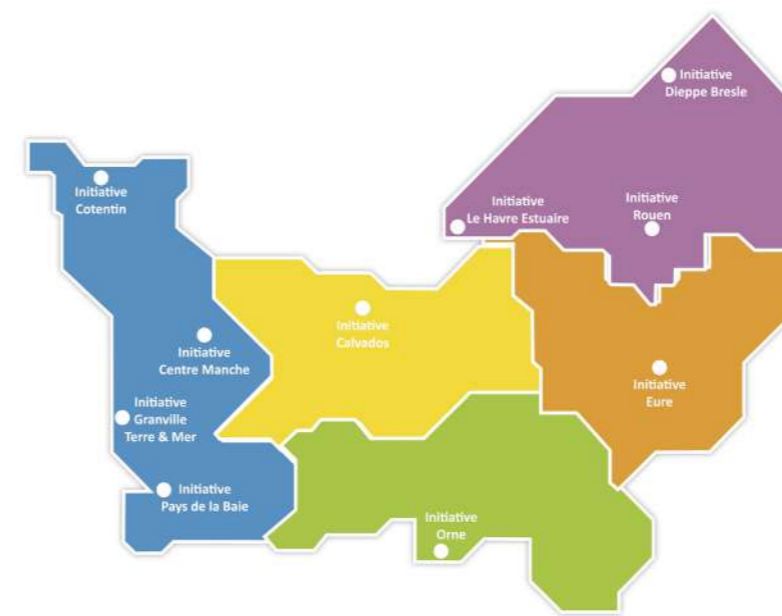 Initiative
Dieppe Bresle
Initiative
Cotentin
Initiative
Le Havre Estuaire
Initiative
Rouen
Initiative
Calvados
Initiative
Centre Manche
Initiative
Eure
Initiative
Granville
Terre & Mer
Initiative
Pays de la Baie
Initiative
Orne